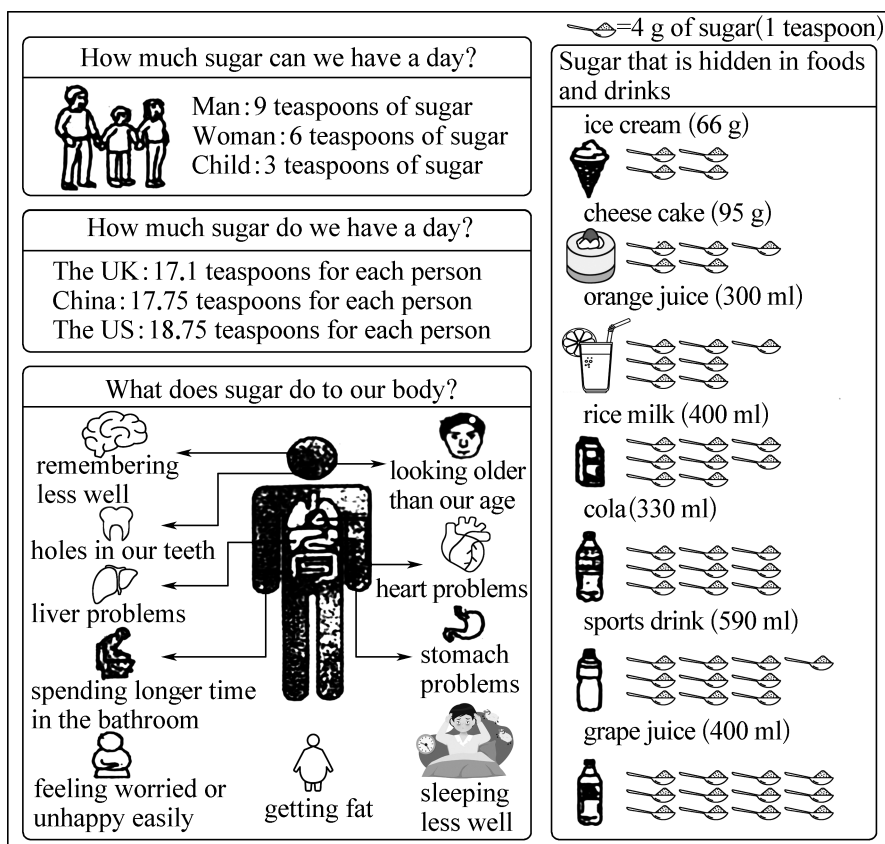 =4 g of sugar(1 teaspoon)
How much sugar can we have a day?
Man:9 teaspoons of sugar
Woman:6 teaspoons of sugar
Child:3 teaspoons of sugar
How much sugar do we have a day?
The UK:17.1 teaspoons for each person
China:17.75 teaspoons for each person
The US:18.75 teaspoons for each person
What does sugar do to our body?
remembering
less well
looking older
than our age
holes in our teeth
heart problems
liver problems
stomach
problems
spending longer time
in the bathroom
feeling worried or
unhappy easily
getting fat
sleeping
less well
Sugar that is hidden in foods
and drinks
ice cream (66 g)
cheese cake (95 g)
orange juice (300 ml)
rice milk (400 ml)
cola(330 ml)
sports drink (590 ml)
grape juice (400 ml)